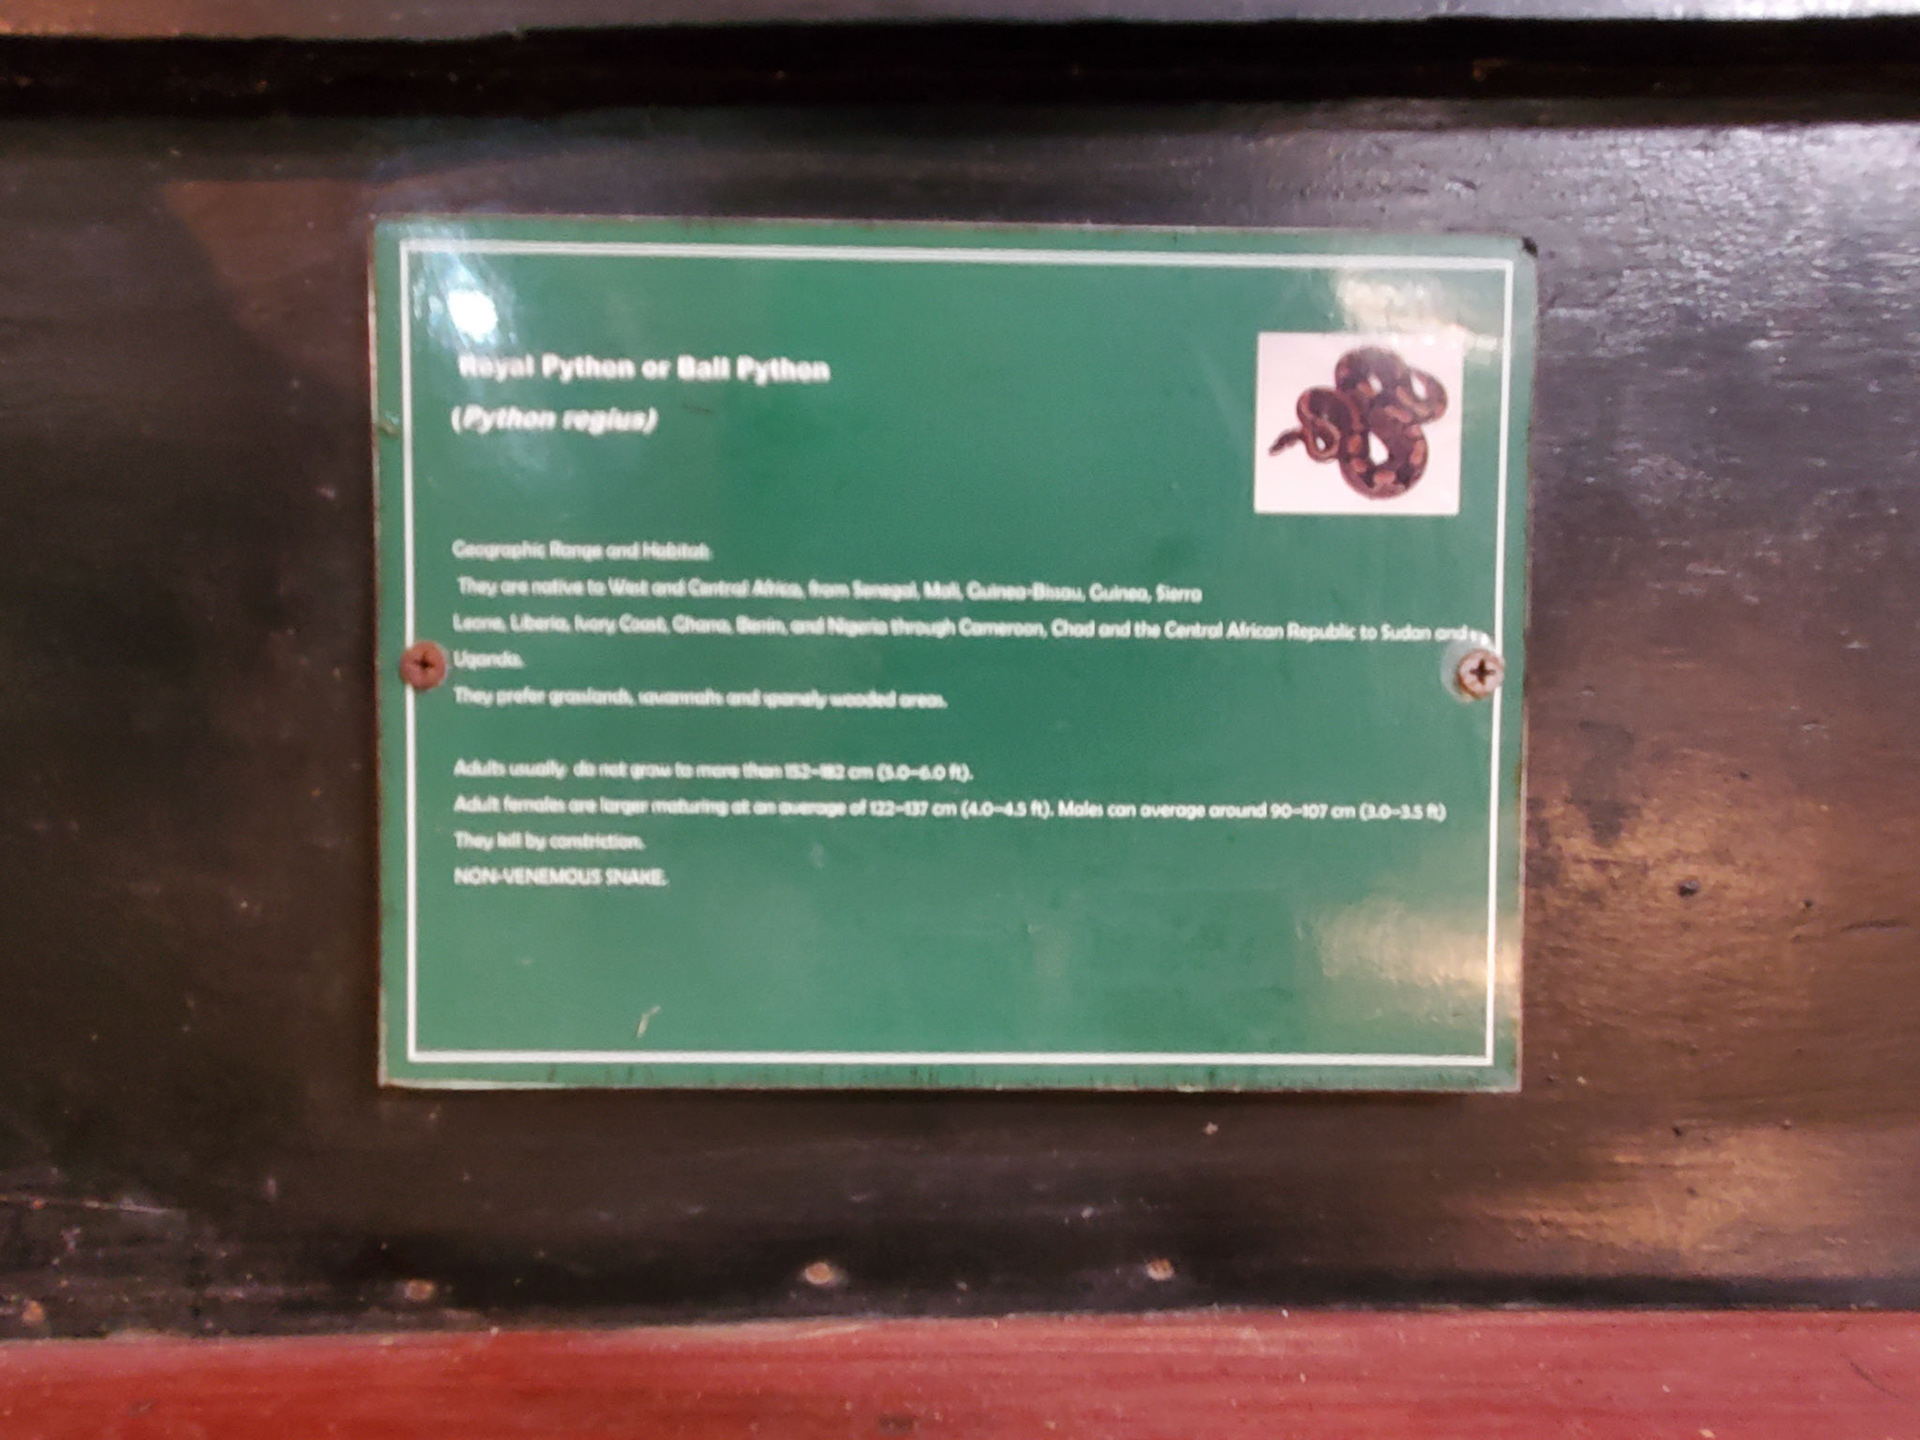 Royal Python or Ball Python
(Python regius)
Geographic Range and Habitat:
They are native to West and Central Africa, from Senegal, Mali, Guinea-Bissau, Guinea, Sierra
Leone, Liberia, Ivory Coast, Ghana, Benin, and Nigeria through Cameroon, Chad and the Central African Republic to Sudan and
Uganda.
They prefer grasslands, savannahs and sparsely wooded areas.
Adults usually do not grow to more than 152–182 cm (5.0–6.0 ft).
Adult females are larger maturing at an average of 122–137 cm (4.0–4.5 ft). Males can average around 90–107 cm (3.0–3.5 ft)
They kill by constriction.
NON-VENEMOUS SNAKE.